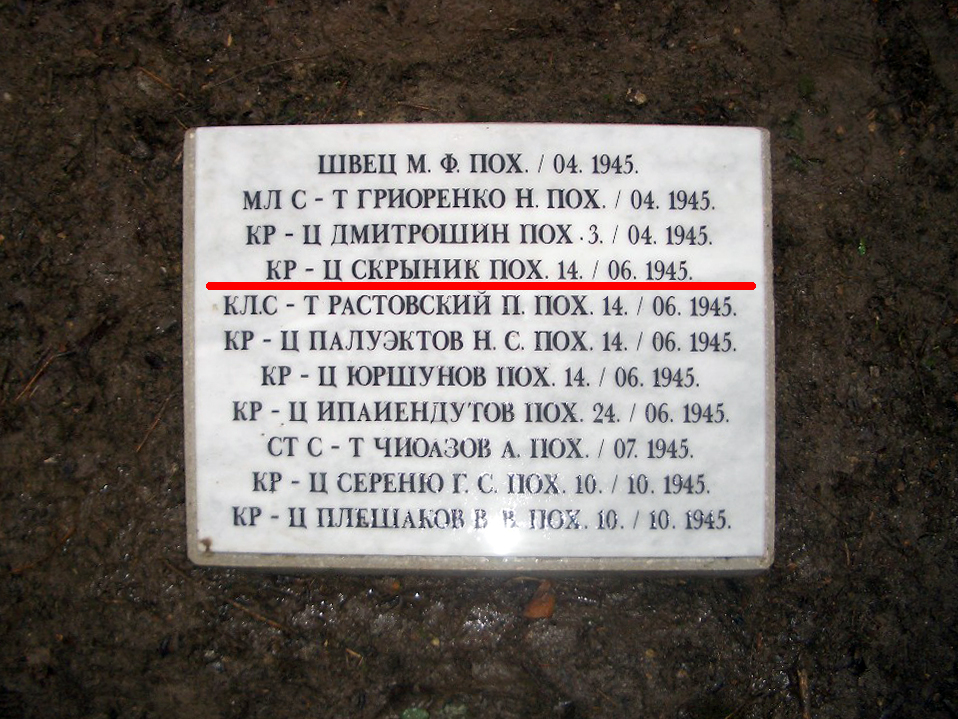 ШВЕЦ М. Ф. ПОХ. / 04. 1945.
МЛ С - Т ГРИОРЕНКО Н. ПОХ. / 04. 1945.
КР - Ц ДМИТРОШИН ПОХ . 3. / 04. 1945.
КР - Ц СКРЫНИК ПОХ. 14. / 06. 1945.
КЛ.С - Т РАСТОВСКИЙ П. ПОХ. 14. / 06. 1945.
КР - Ц ПАЛУЭКТОВ Н. С. ПОХ. 14. / 06. 1945.
КР - Ц ЮРШУНОВ ПОХ. 14. / 06. 1945.
КР - Ц ИПАИЕНДУТОВ ПОХ. 24. / 06. 1945.
СТ С - Т ЧИОАЗОВ А. ПОХ. / 07. 1945.
КР - Ц СЕРЕНЮ Г. С. ПОХ. 10. / 10. 1945.
КР - Ц ПЛЕШАКОВ В. В. ПОХ. 10. / 10. 1945.